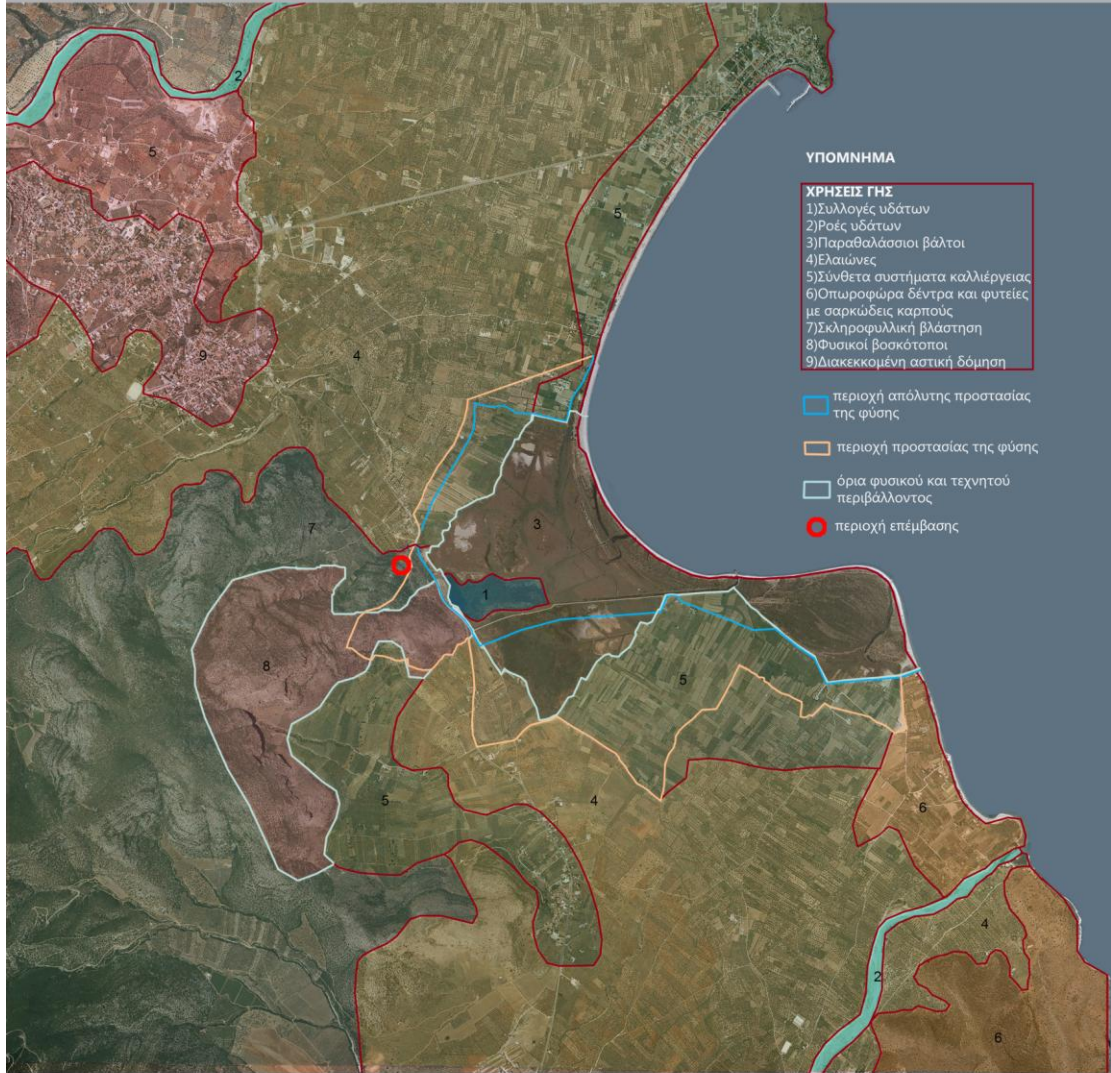 ΥΠΟΜΝΗΜΑ
ΧΡΗΣΕΙΣ ΓΗΣ
1)Συλλογές υδάτων
2)Ροές υδάτων
3)Παραθαλάσσιοι βάλτοι
4)Ελαιώνες
5)Σύνθετα συστήματα καλλιέργειας
6)Οπωροφώρα δέντρα και φυτείες
με σαρκώδεις καρπούς
7)Σκληροφυλλική βλάστηση
8)Φυσικοί βοσκότοποι
9)Διακεκκομένη αστική δόμηση
περιοχή απόλυτης προστασίας
της φύσης
περιοχή προστασίας της φύσης
όρια φυσικού και τεχνητού
περιβάλλοντος
περιοχή επέμβασης
2
5
5
9
4
7
3
1
8
5
5
4
6
4
2
6